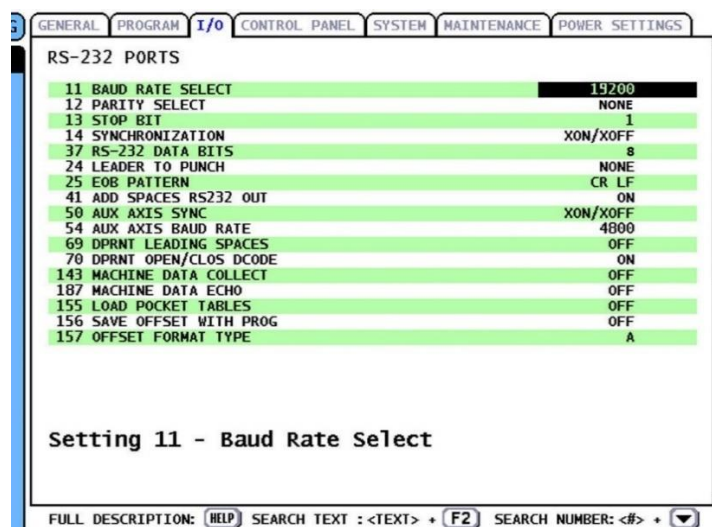 GENERAL PROGRAM I/O CONTROL PANEL SYSTEM MAINTENANCE POWER SETTINGS
RS-232 PORTS
11 BAUD RATE SELECT 19200
12 PARITY SELECT NONE
13 STOP BIT 1
14 SYNCHRONIZATION XON/XOFF
37 RS-232 DATA BITS 8
24 LEADER TO PUNCH NONE
25 EOB PATTERN CR LF
41 ADD SPACES RS232 OUT ON
50 AUX AXIS SYNC XON/XOFF
54 AUX AXIS BAUD RATE 4800
69 DPRNT LEADING SPACES OFF
70 DPRNT OPEN/CLOS DCODE ON
143 MACHINE DATA COLLECT OFF
187 MACHINE DATA ECHO OFF
155 LOAD POCKET TABLES OFF
156 SAVE OFFSET WITH PROG OFF
157 OFFSET FORMAT TYPE A
Setting 11 - Baud Rate Select
FULL DESCRIPTION: HELP SEARCH TEXT : <TEXT> + F2 SEARCH NUMBER: <#> +